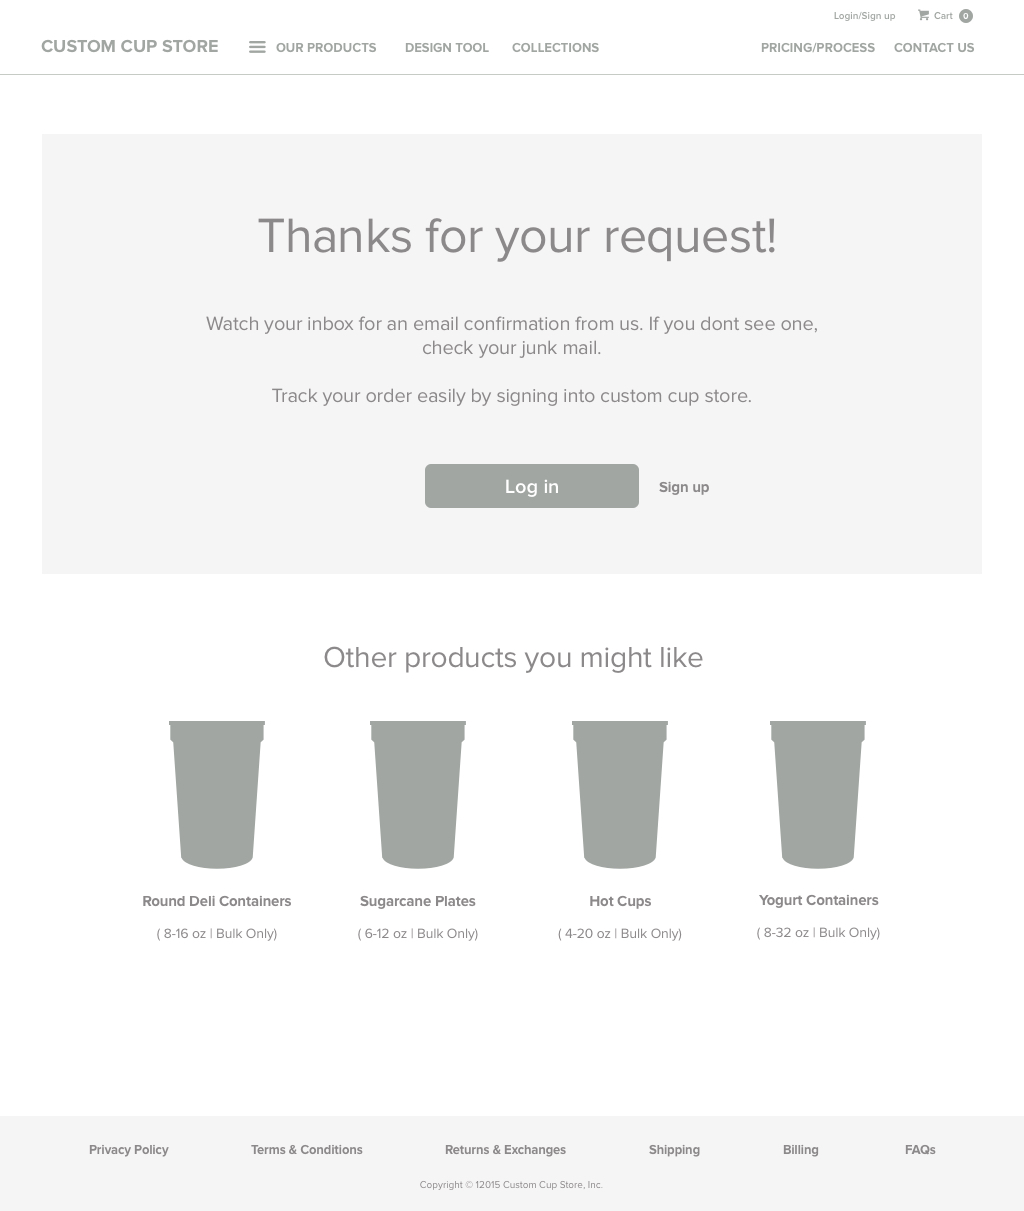 Login/Sign up Cart 0
CUSTOM CUP STORE OUR PRODUCTS DESIGN TOOL COLLECTIONS PRICING/PROCESS CONTACT US
Thanks for your request!
Watch your inbox for an email confirmation from us. If you dont see one,
check your junk mail.
Track your order easily by signing into custom cup store.
Log in Sign up
Other products you might like
Round Deli Containers Sugarcane Plates Hot Cups Yogurt Containers
( 8-16 oz | Bulk Only) ( 6-12 oz | Bulk Only) ( 4-20 oz | Bulk Only) ( 8-32 oz | Bulk Only)
Privacy Policy Terms & Conditions Returns & Exchanges Shipping Billing FAQs
Copyright © 12015 Custom Cup Store, Inc.